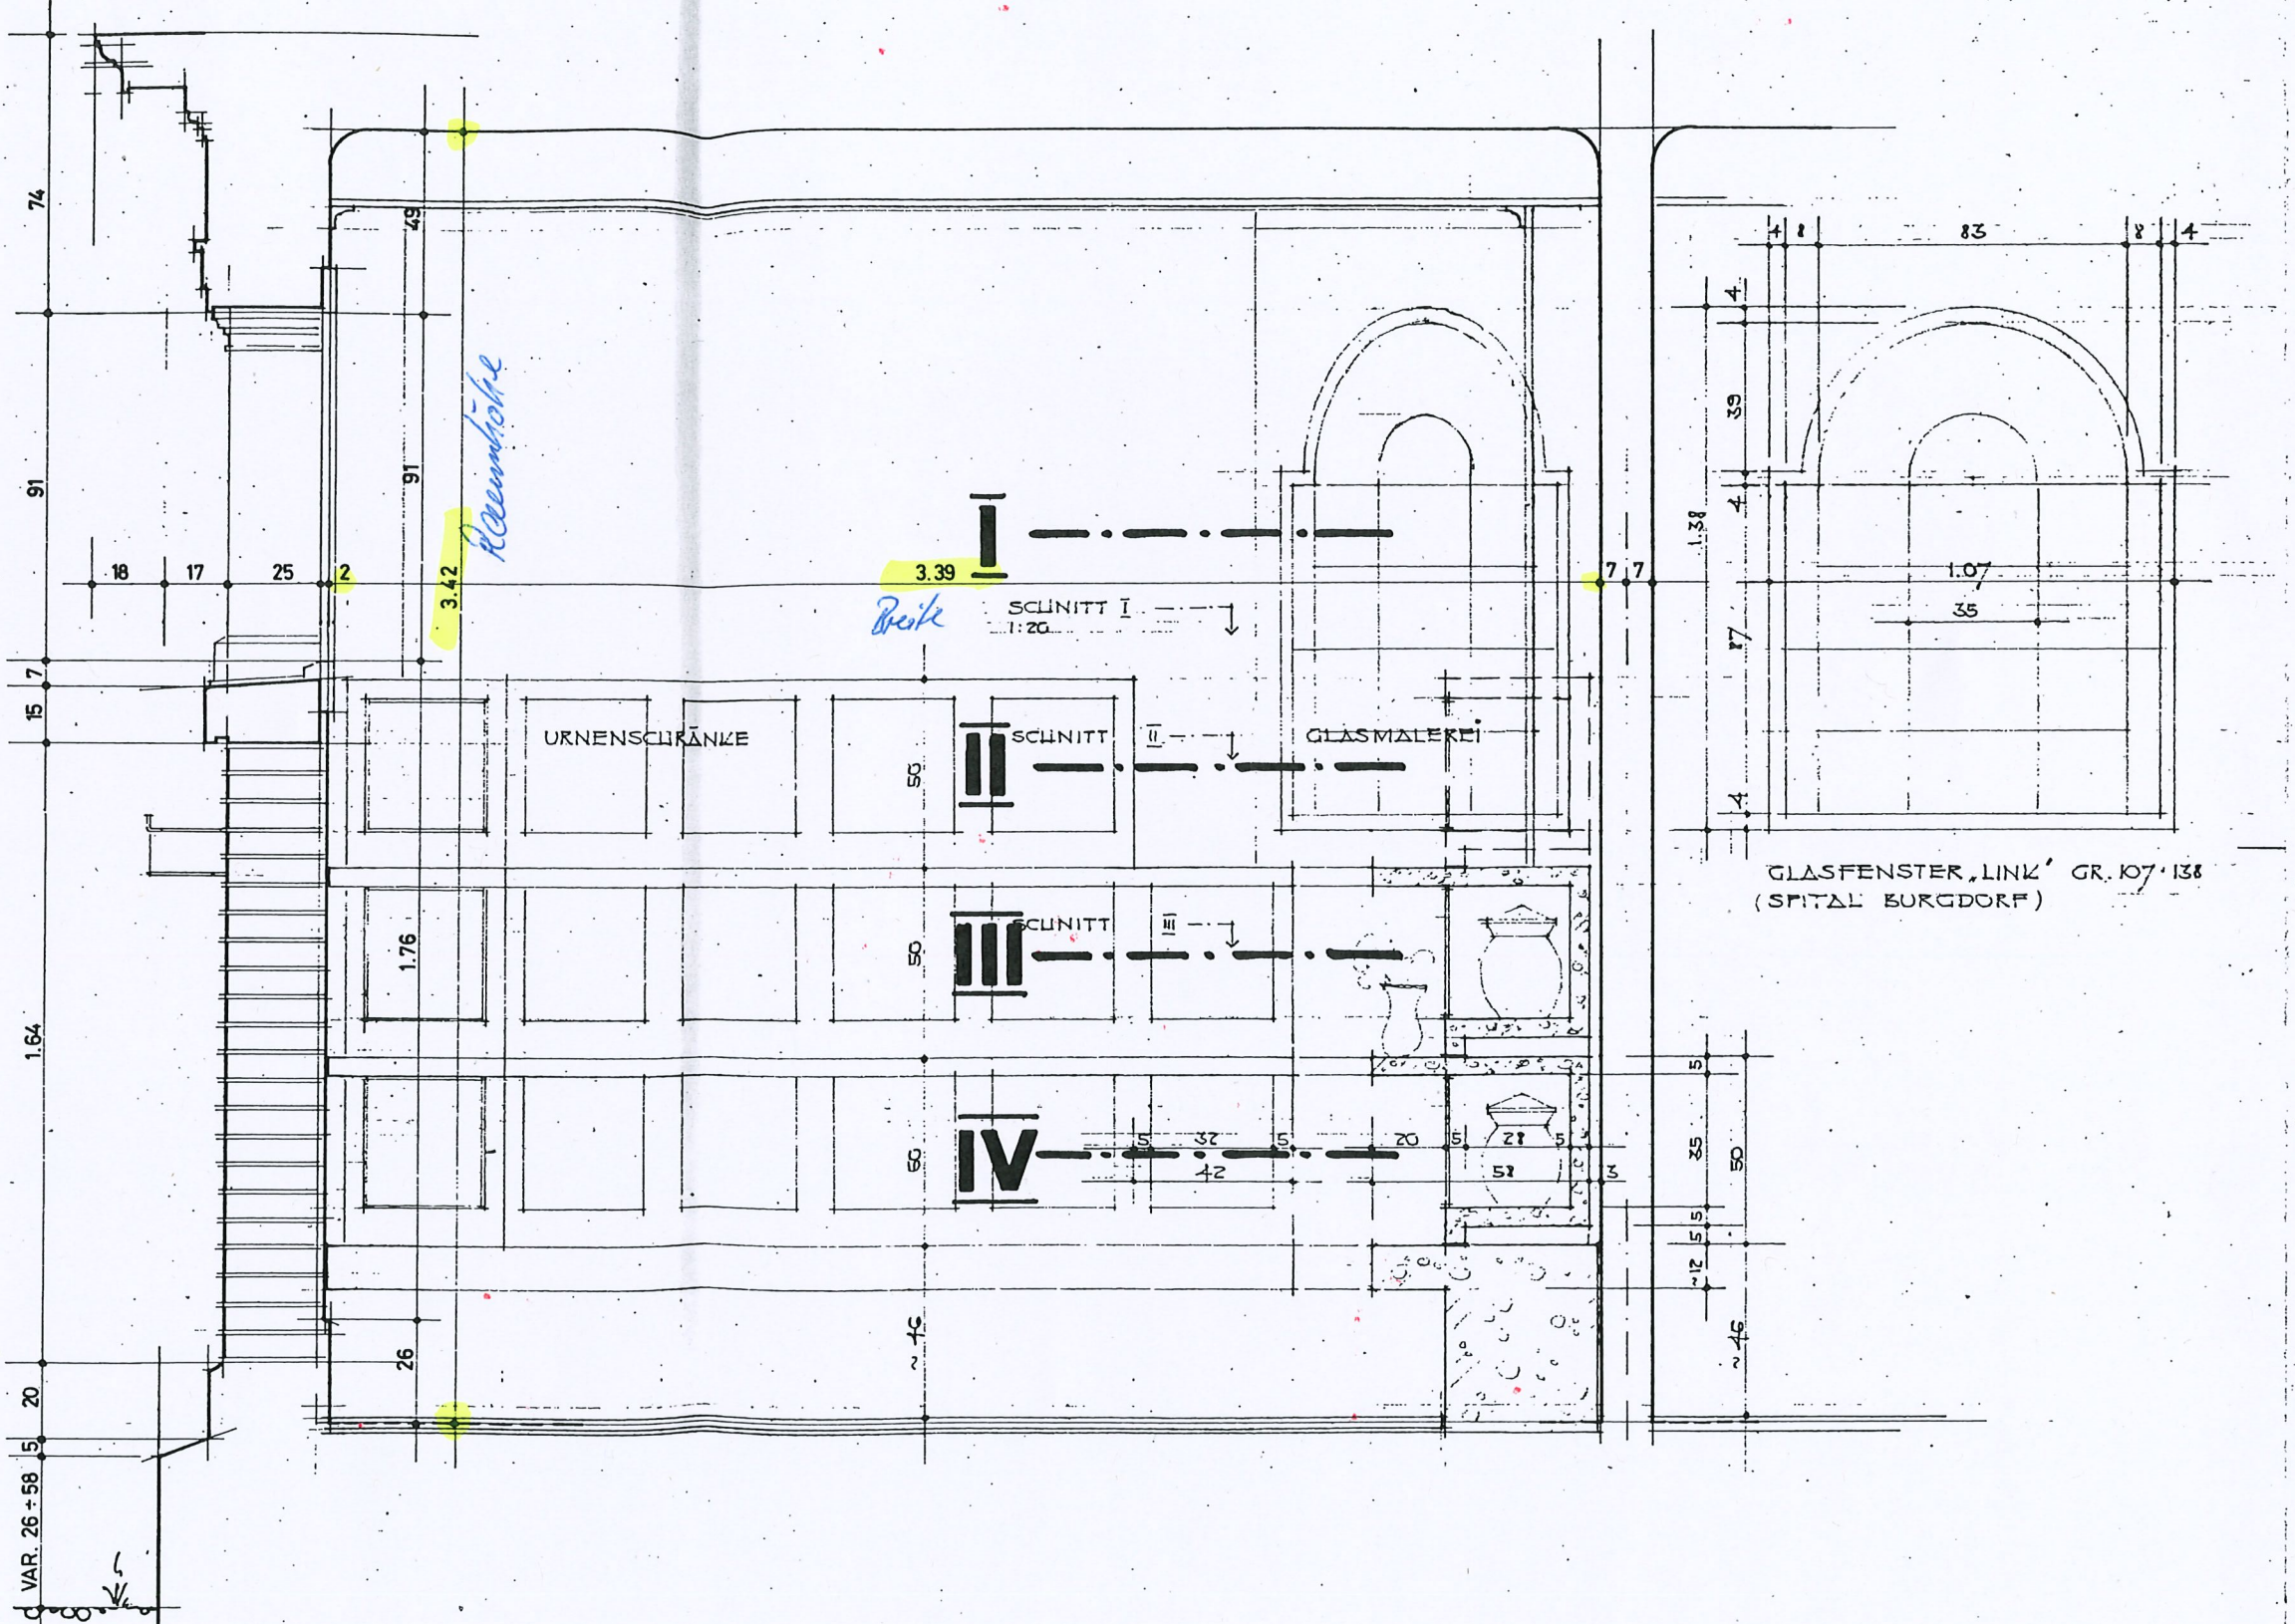 74
49
4 8 83 8 4
4
39
91
91
Raumhöhe
4
1.38
I
18 17 25 2
3.42
3.39
7 7
1.07
Breite
SCHNITT I
1:20
35
87
7
15
URNENSCHRÄNKE
50
II
SCHNITT II
GLASMALEREI
4
GLASFENSTER „LINK" GR. 107·138
(SPITAL BURGDORF)
1.76
50
III
SCHNITT III
1.64
5
50
IV
5 32 5 20 5 28 5
42 58 3
35
50
5
5
~12
26
~46
~46
20
5
VAR. 26÷58